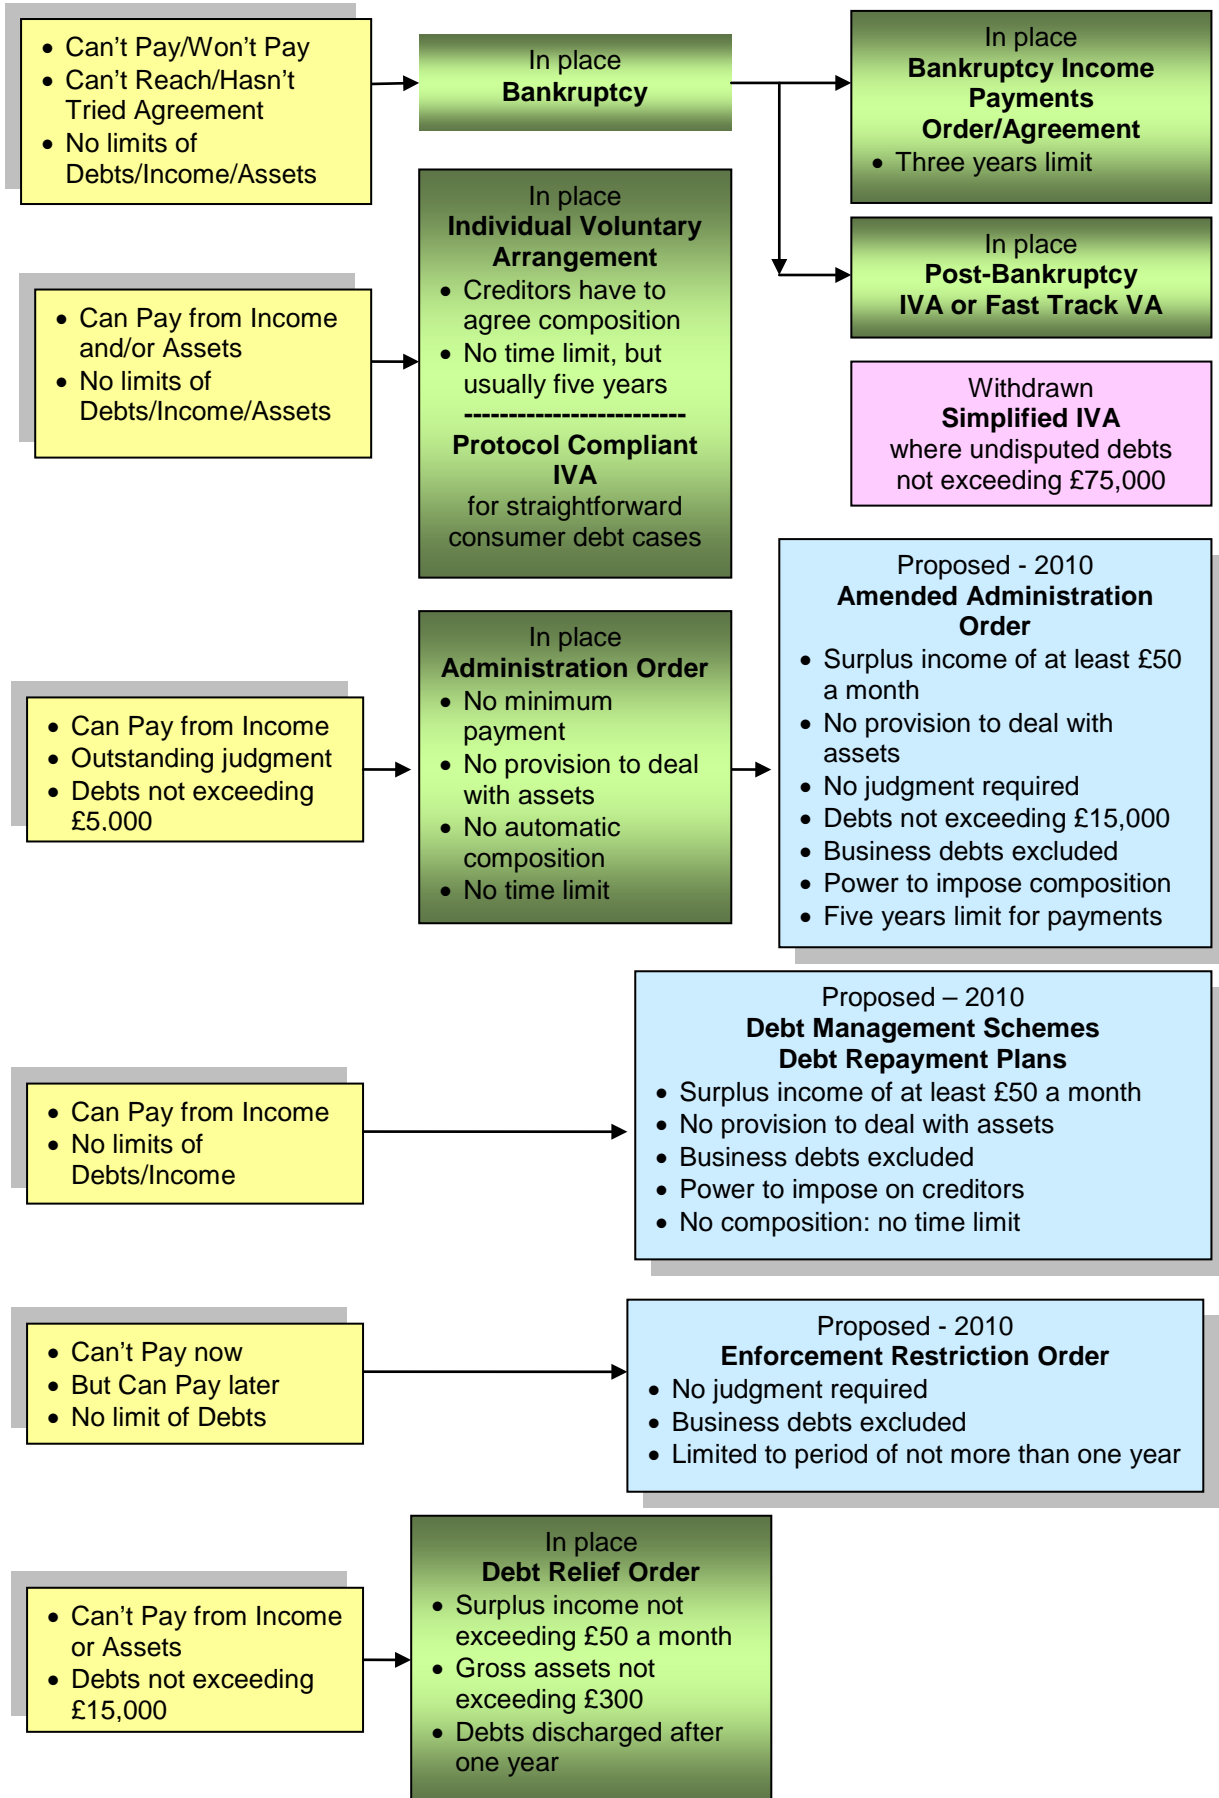 • Can't Pay/Won't Pay
• Can't Reach/Hasn't
Tried Agreement
• No limits of
Debts/Income/Assets
In place
Bankruptcy
In place
Bankruptcy Income
Payments
Order/Agreement
• Three years limit
In place
Post-Bankruptcy
IVA or Fast Track VA
• Can Pay from Income
and/or Assets
• No limits of
Debts/Income/Assets
In place
Individual Voluntary
Arrangement
• Creditors have to
agree composition
• No time limit, but
usually five years
-------------------------
Protocol Compliant
IVA
for straightforward
consumer debt cases
Withdrawn
Simplified IVA
where undisputed debts
not exceeding £75,000
• Can Pay from Income
• Outstanding judgment
• Debts not exceeding
£5,000
In place
Administration Order
• No minimum
payment
• No provision to deal
with assets
• No automatic
composition
• No time limit
Proposed - 2010
Amended Administration
Order
• Surplus income of at least £50
a month
• No provision to deal with
assets
• No judgment required
• Debts not exceeding £15,000
• Business debts excluded
• Power to impose composition
• Five years limit for payments
• Can Pay from Income
• No limits of
Debts/Income
Proposed – 2010
Debt Management Schemes
Debt Repayment Plans
• Surplus income of at least £50 a month
• No provision to deal with assets
• Business debts excluded
• Power to impose on creditors
• No composition: no time limit
• Can't Pay now
• But Can Pay later
• No limit of Debts
Proposed - 2010
Enforcement Restriction Order
• No judgment required
• Business debts excluded
• Limited to period of not more than one year
• Can't Pay from Income
or Assets
• Debts not exceeding
£15,000
In place
Debt Relief Order
• Surplus income not
exceeding £50 a month
• Gross assets not
exceeding £300
• Debts discharged after
one year